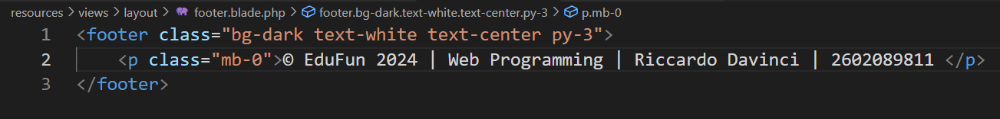 resources > views > layout > footer.blade.php > footer.bg-dark.text-white.text-center.py-3 > p.mb-0
1 <footer class="bg-dark text-white text-center py-3">
2 <p class="mb-0">© EduFun 2024 | Web Programming | Riccardo Davinci | 2602089811 </p>
3 </footer>